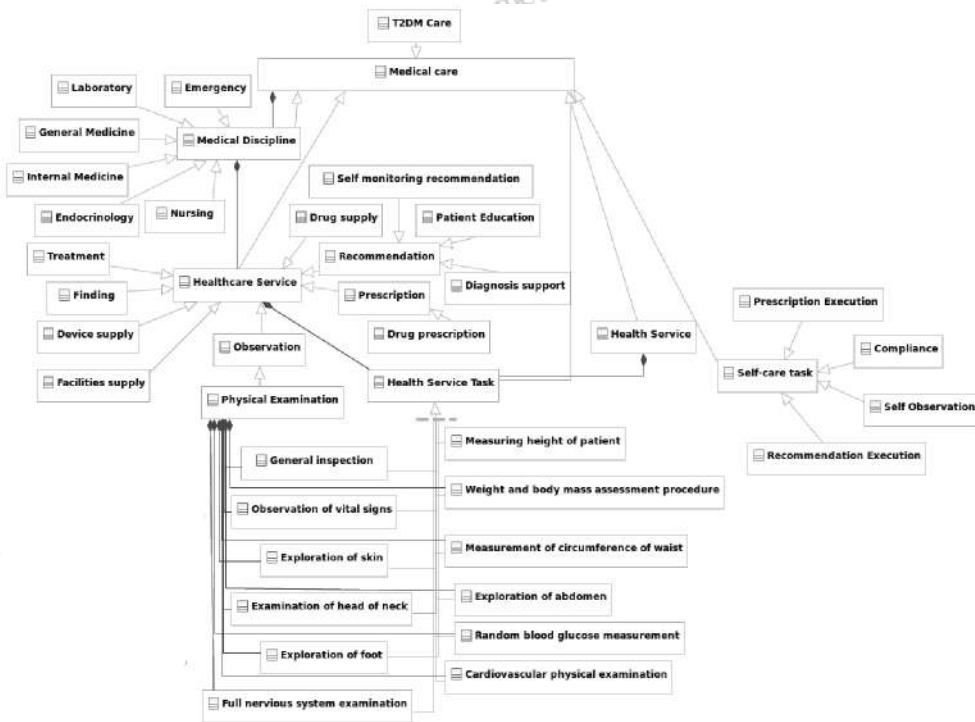 T2DM Care
Medical care
Laboratory
Emergency
General Medicine
Medical Discipline
Internal Medicine
Self monitoring recommendation
Endocrinology
Nursing
Drug supply
Patient Education
Treatment
Recommendation
Healthcare Service
Diagnosis support
Finding
Prescription
Prescription Execution
Device supply
Drug prescription
Health Service
Observation
Compliance
Facilities supply
Health Service Task
Self-care task
Physical Examination
Self Observation
Measuring height of patient
General inspection
Recommendation Execution
Weight and body mass assessment procedure
Observation of vital signs
Measurement of circumference of waist
Exploration of skin
Exploration of abdomen
Examination of head of neck
Random blood glucose measurement
Exploration of foot
Cardiovascular physical examination
Full nervious system examination